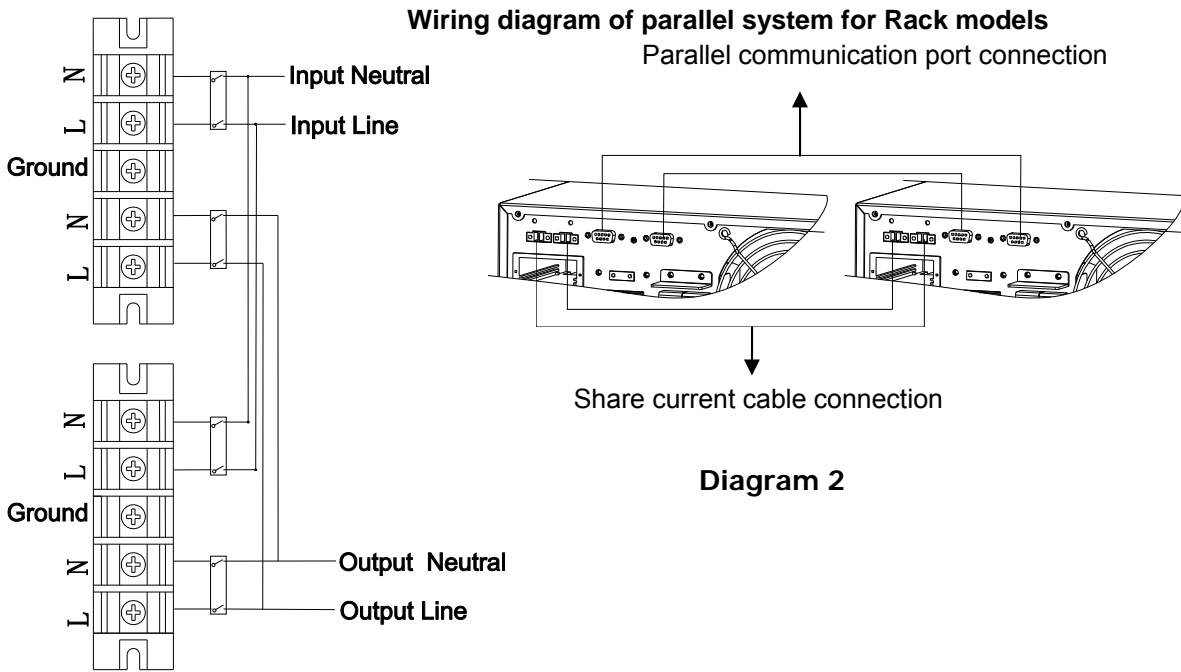 Wiring diagram of parallel system for Rack models
Parallel communication port connection
N
Input Neutral
L
Input Line
Ground
N
L
Share current cable connection
Diagram 2
N
L
Ground
N
Output Neutral
L
Output Line